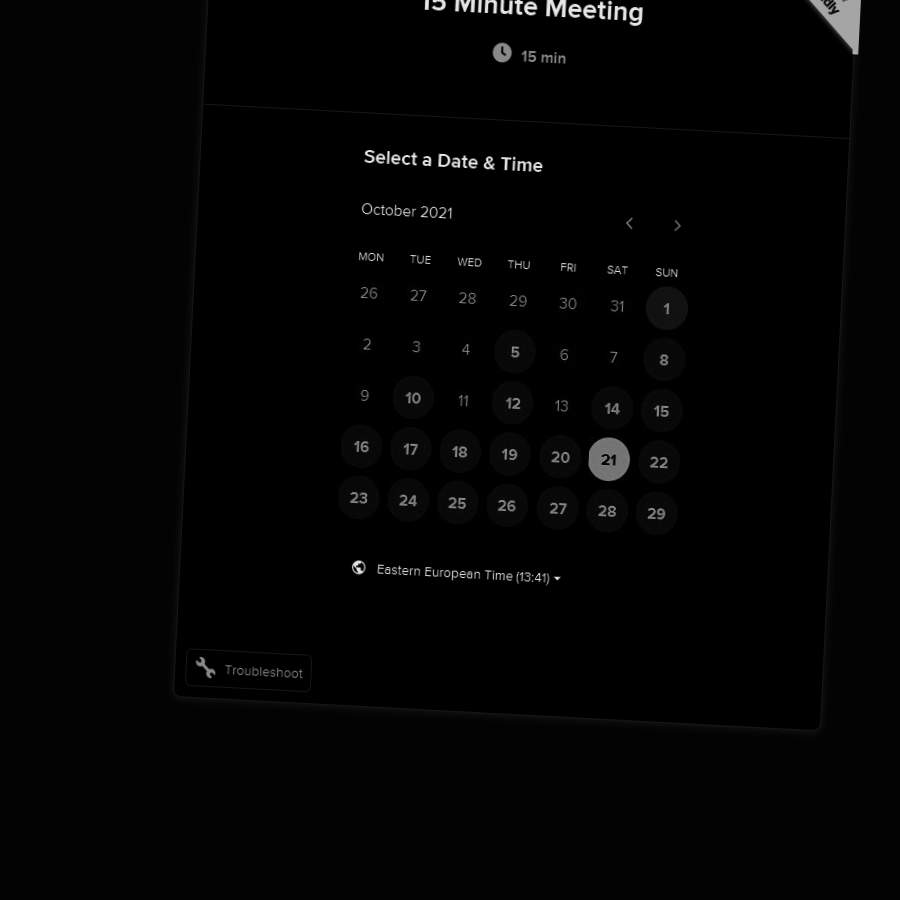 15 Minute Meeting
15 min
Select a Date & Time
October 2021
MON TUE WED THU FRI SAT SUN
26 27 28 29 30 31 1
2 3 4 5 6 7 8
9 10 11 12 13 14 15
16 17 18 19 20 21 22
23 24 25 26 27 28 29
Eastern European Time (13:41)
Troubleshoot